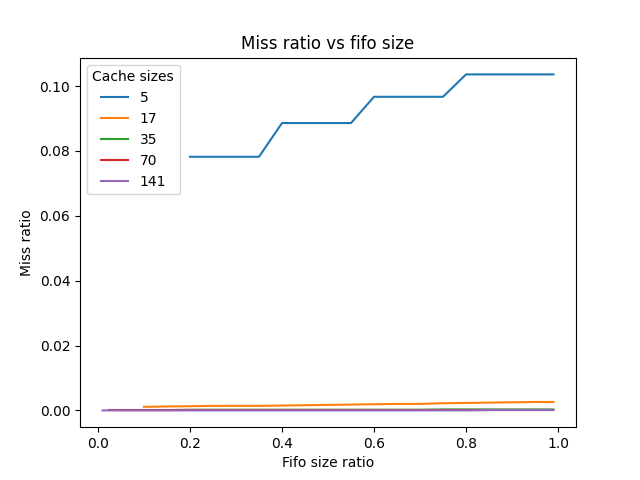 Miss ratio vs fifo size
Cache sizes
5
17
35
70
141
0.10
0.08
0.06
0.04
0.02
0.00
Miss ratio
0.0 0.2 0.4 0.6 0.8 1.0
Fifo size ratio